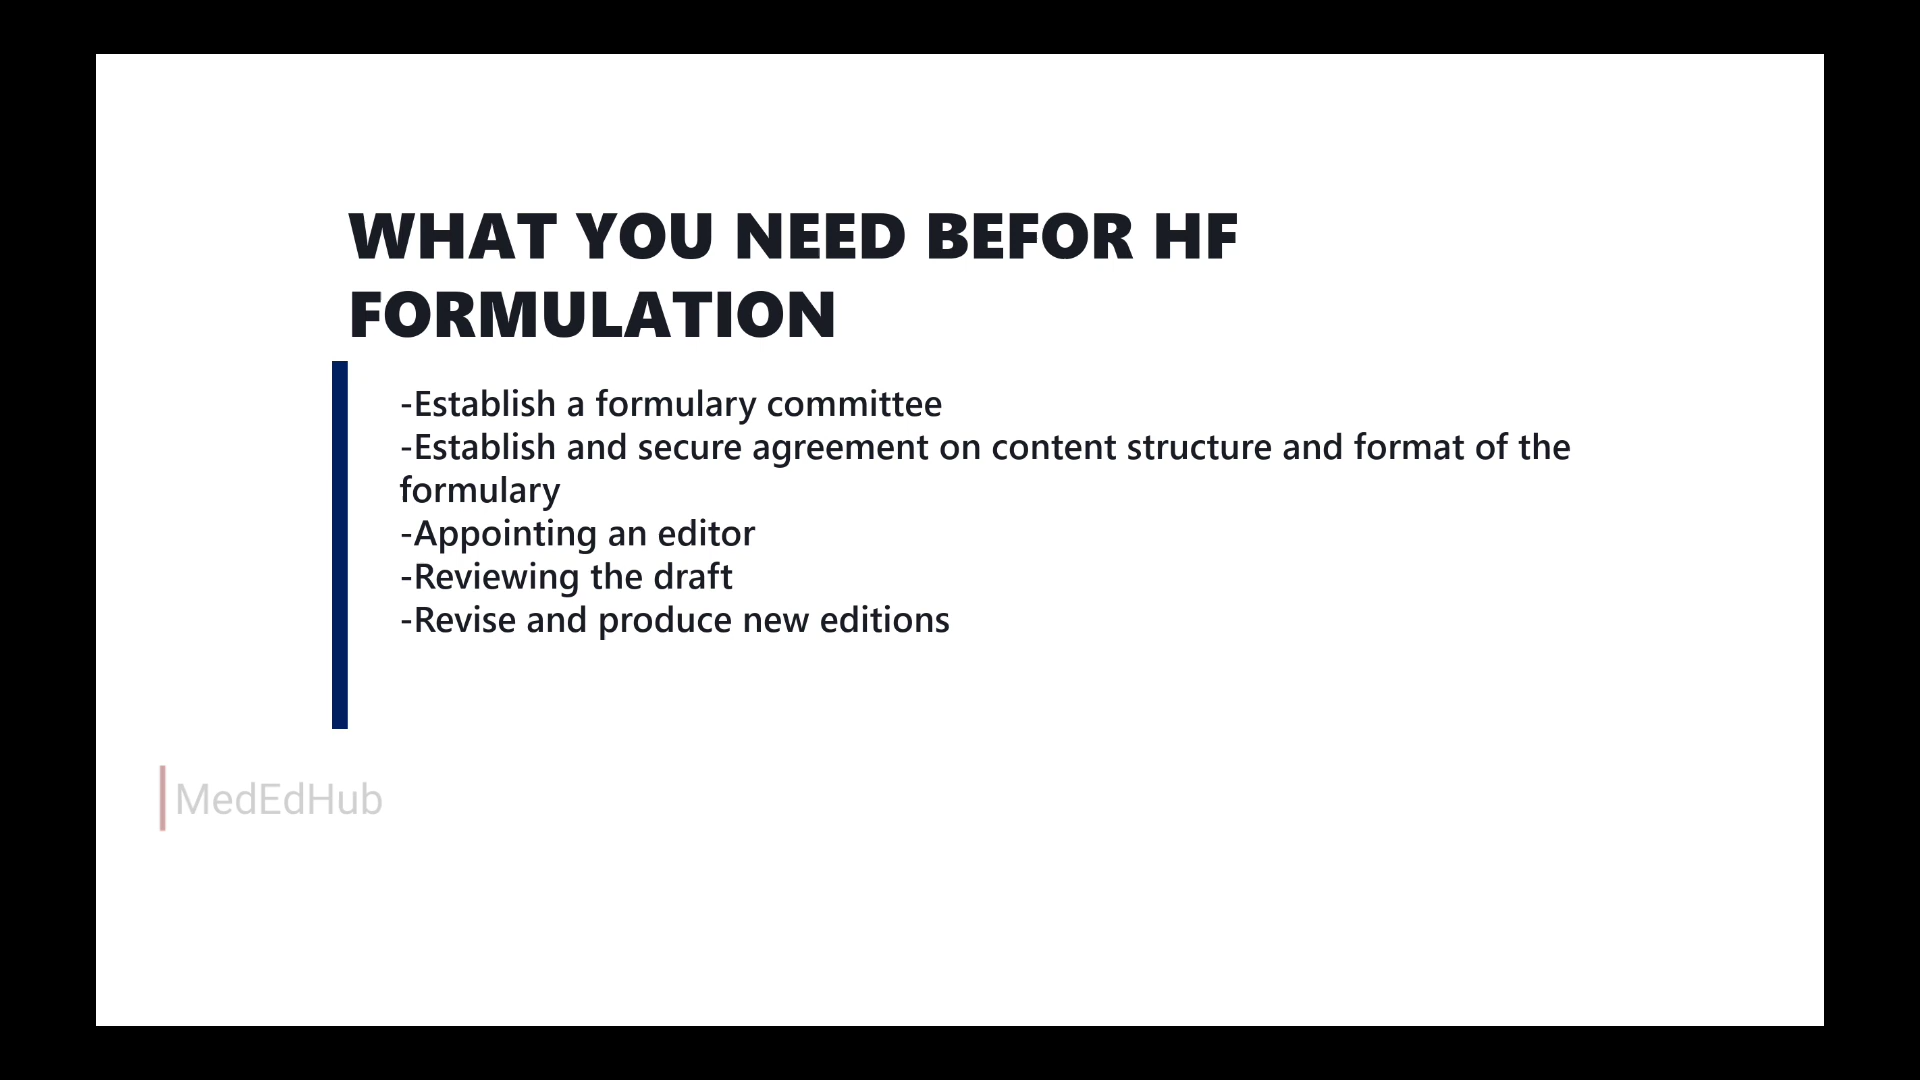 WHAT YOU NEED BEFOR HF
FORMULATION
-Establish a formulary committee
-Establish and secure agreement on content structure and format of the
formulary
-Appointing an editor
-Reviewing the draft
-Revise and produce new editions
MedEdHub